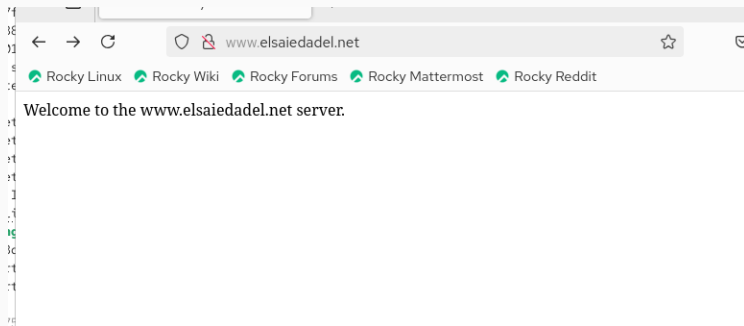 www.elsaiedadel.net
Rocky Linux Rocky Wiki Rocky Forums Rocky Mattermost Rocky Reddit
Welcome to the www.elsaiedadel.net server.